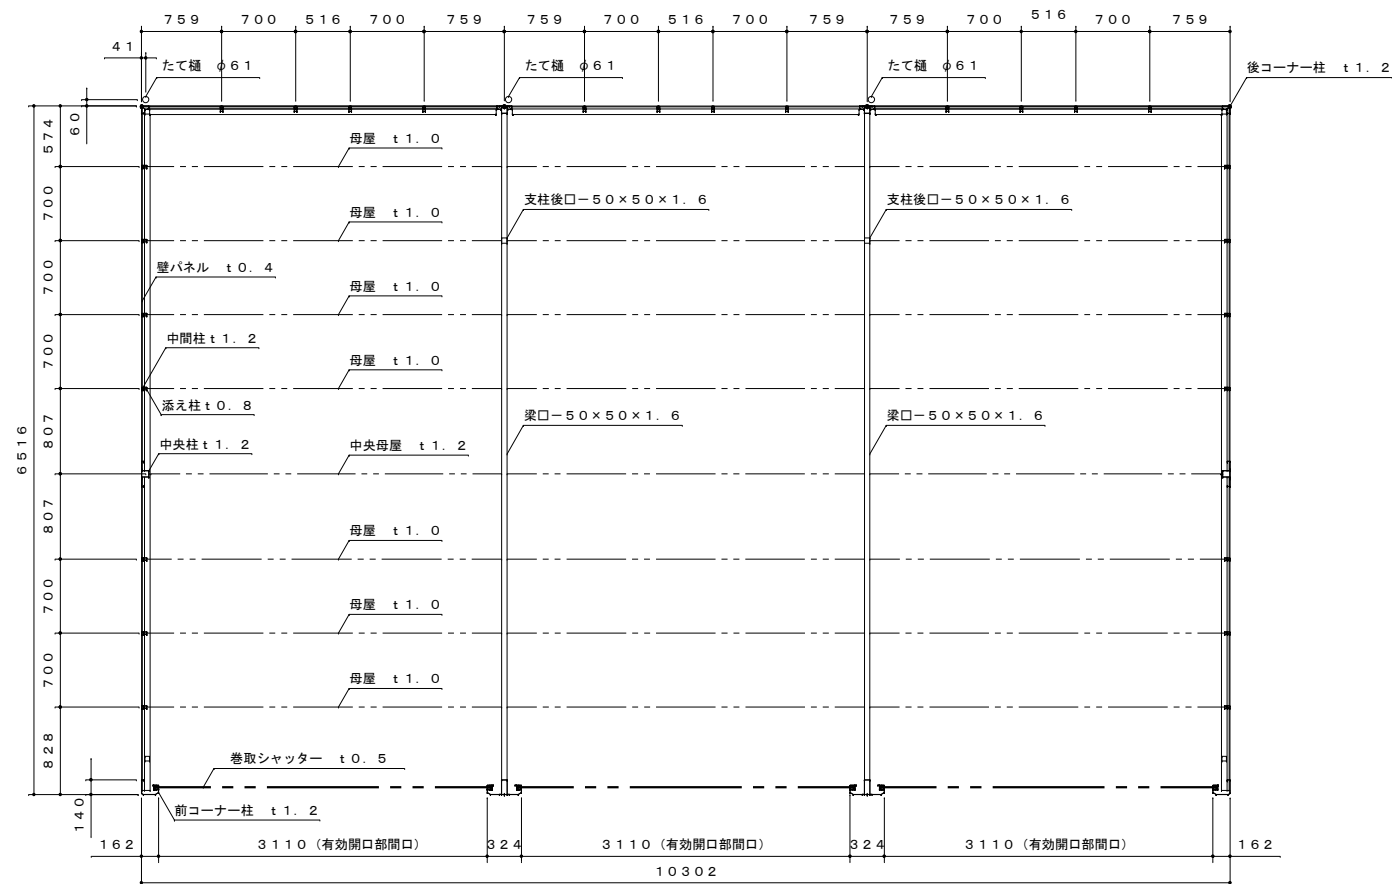 759 700 516 700 759 759 700 516 700 759 759 700 516 700 759
41
たて樋 φ61 たて樋 φ61 たて樋 φ61
後コーナー柱 t1.2
60
574
母屋 t1.0
700
支柱後口−50×50×1.6 支柱後口−50×50×1.6
母屋 t1.0
壁パネル t0.4
700
母屋 t1.0
中間柱t1.2
700
母屋 t1.0
添え柱t0.8
梁口−50×50×1.6 梁口−50×50×1.6
807
6516
中央柱t1.2
中央母屋 t1.2
807
母屋 t1.0
700
母屋 t1.0
700
母屋 t1.0
828
巻取シャッター t0.5
140
前コーナー柱 t1.2
162 3110(有効開口部間口) 324 3110(有効開口部間口) 324 3110(有効開口部間口) 162
10302